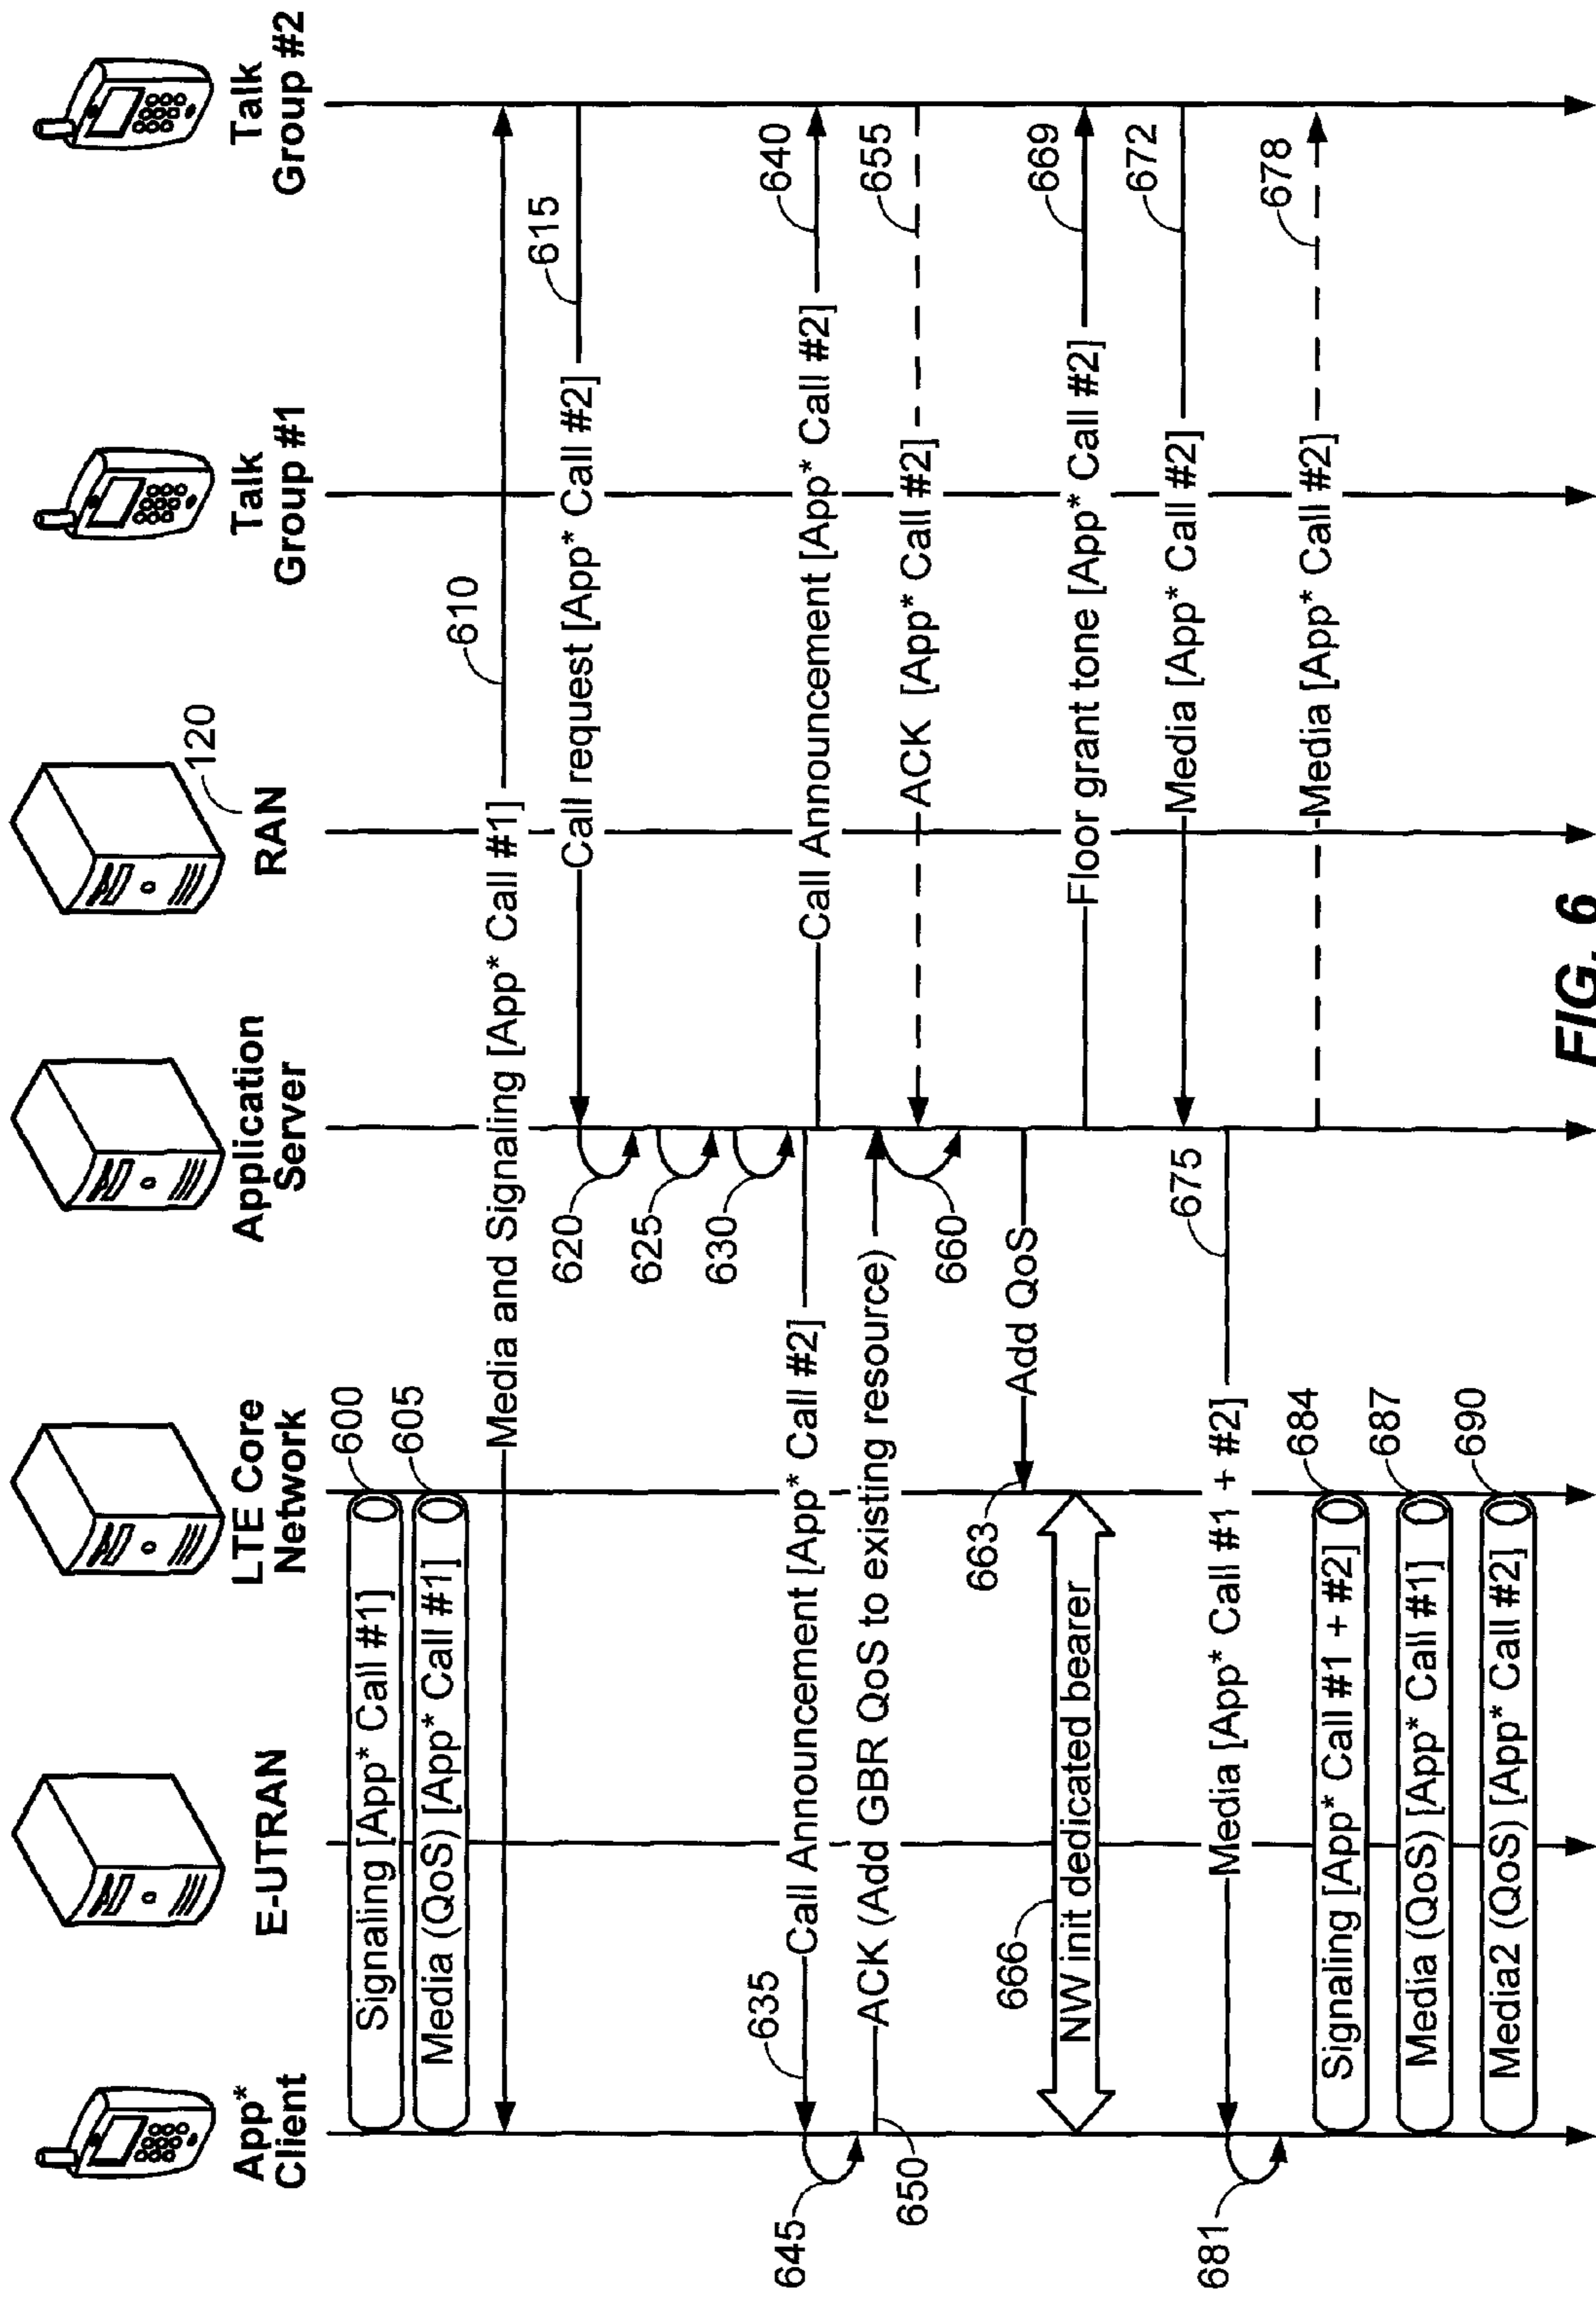 App*
Client
E-UTRAN
LTE Core
Network
Application
Server
120
RAN
Talk
Group #1
Talk
Group #2
Signaling [App* Call #1]
600
Media (QoS) [App* Call #1]
605
Media and Signaling [App* Call #1]
610
Call request [App* Call #2]
615
620
625
630
635
Call Announcement [App* Call #2]
Call Announcement [App* Call #2]
640
645
650
ACK (Add GBR QoS to existing resource)
ACK [App* Call #2]
655
660
Add QoS
663
666
NW init dedicated bearer
Floor grant tone [App* Call #2]
669
Media [App* Call #2]
672
Media [App* Call #1 + #2]
675
Media [App* Call #2]
678
681
Signaling [App* Call #1 + #2]
684
Media (QoS) [App* Call #1]
687
Media2 (QoS) [App* Call #2]
690
FIG. 6